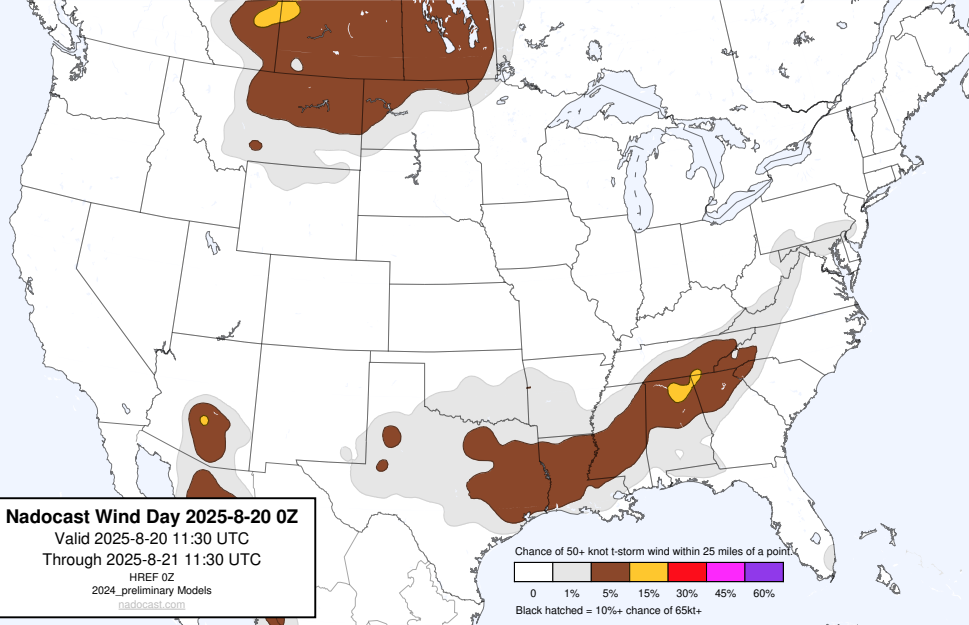 Nadocast Wind Day 2025-8-20 0Z
Valid 2025-8-20 11:30 UTC
Through 2025-8-21 11:30 UTC
HREF 0Z
2024_preliminary Models
nadocast.com
Chance of 50+ knot t-storm wind within 25 miles of a point.
0 1% 5% 15% 30% 45% 60%
Black hatched = 10%+ chance of 65kt+